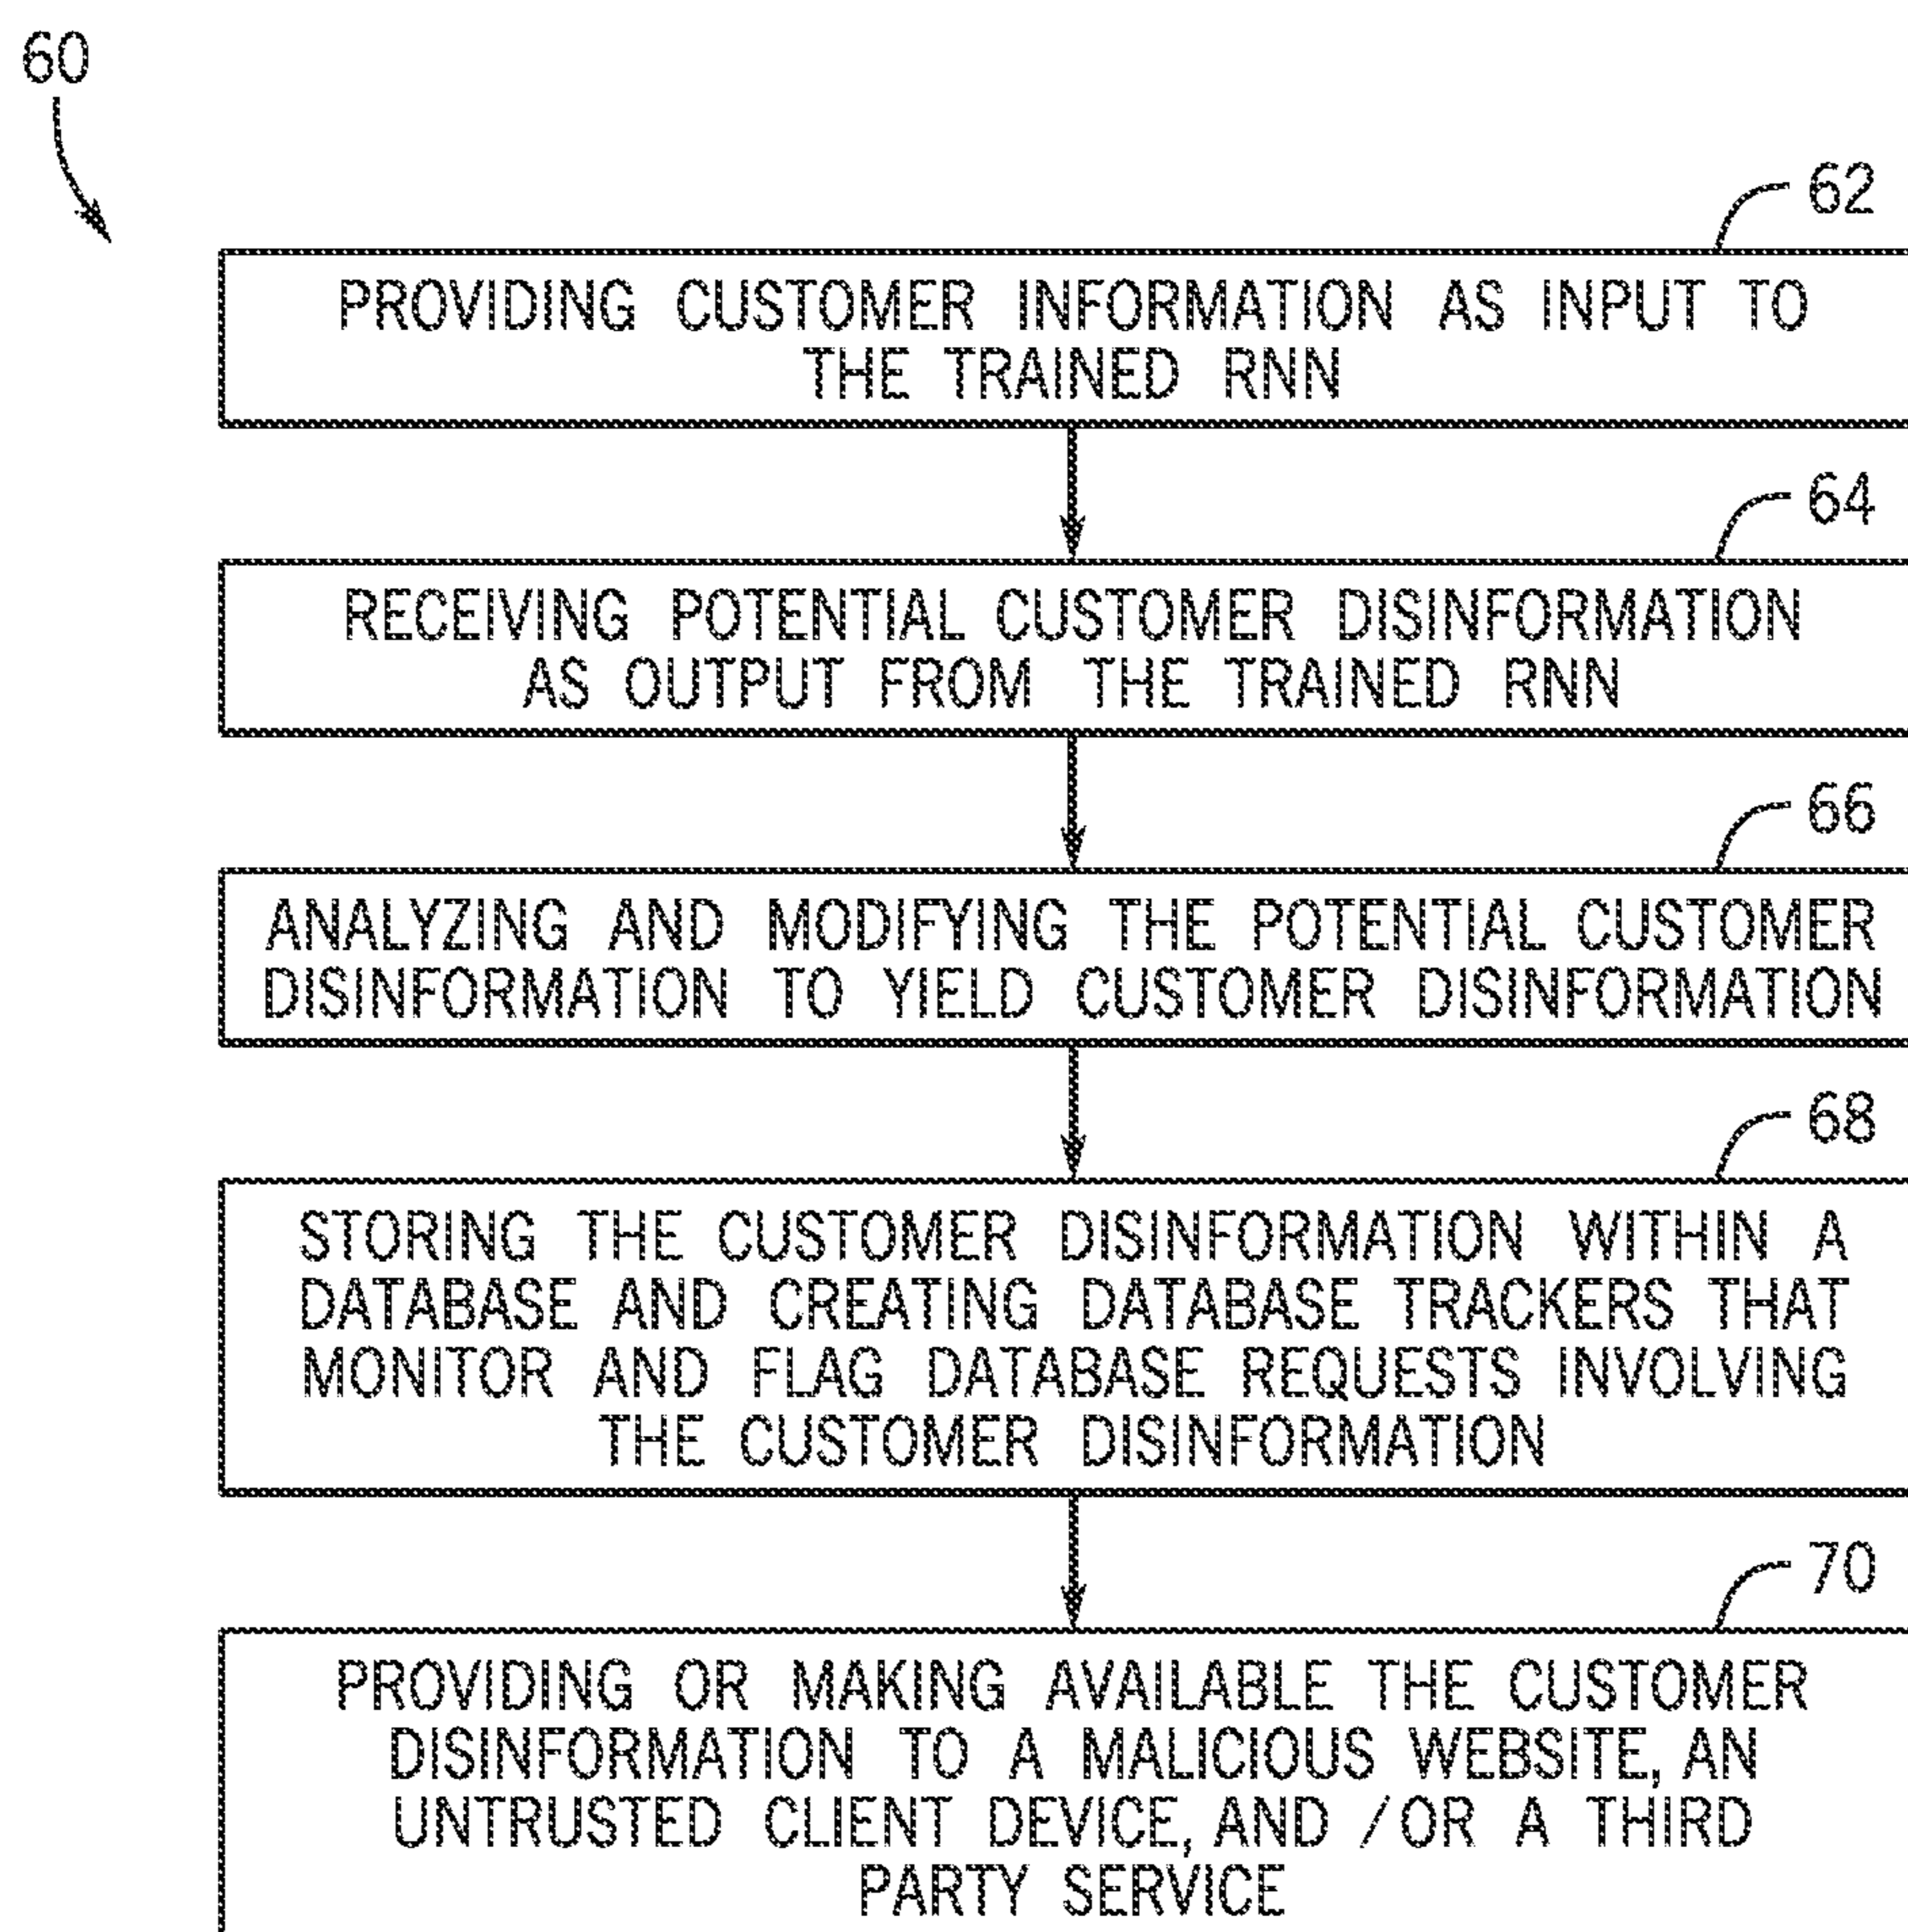 60
62
PROVIDING CUSTOMER INFORMATION AS INPUT TO
THE TRAINED RNN
64
RECEIVING POTENTIAL CUSTOMER DISINFORMATION
AS OUTPUT FROM THE TRAINED RNN
66
ANALYZING AND MODIFYING THE POTENTIAL CUSTOMER
DISINFORMATION TO YIELD CUSTOMER DISINFORMATION
68
STORING THE CUSTOMER DISINFORMATION WITHIN A
DATABASE AND CREATING DATABASE TRACKERS THAT
MONITOR AND FLAG DATABASE REQUESTS INVOLVING
THE CUSTOMER DISINFORMATION
70
PROVIDING OR MAKING AVAILABLE THE CUSTOMER
DISINFORMATION TO A MALICIOUS WEBSITE, AN
UNTRUSTED CLIENT DEVICE, AND /OR A THIRD
PARTY SERVICE